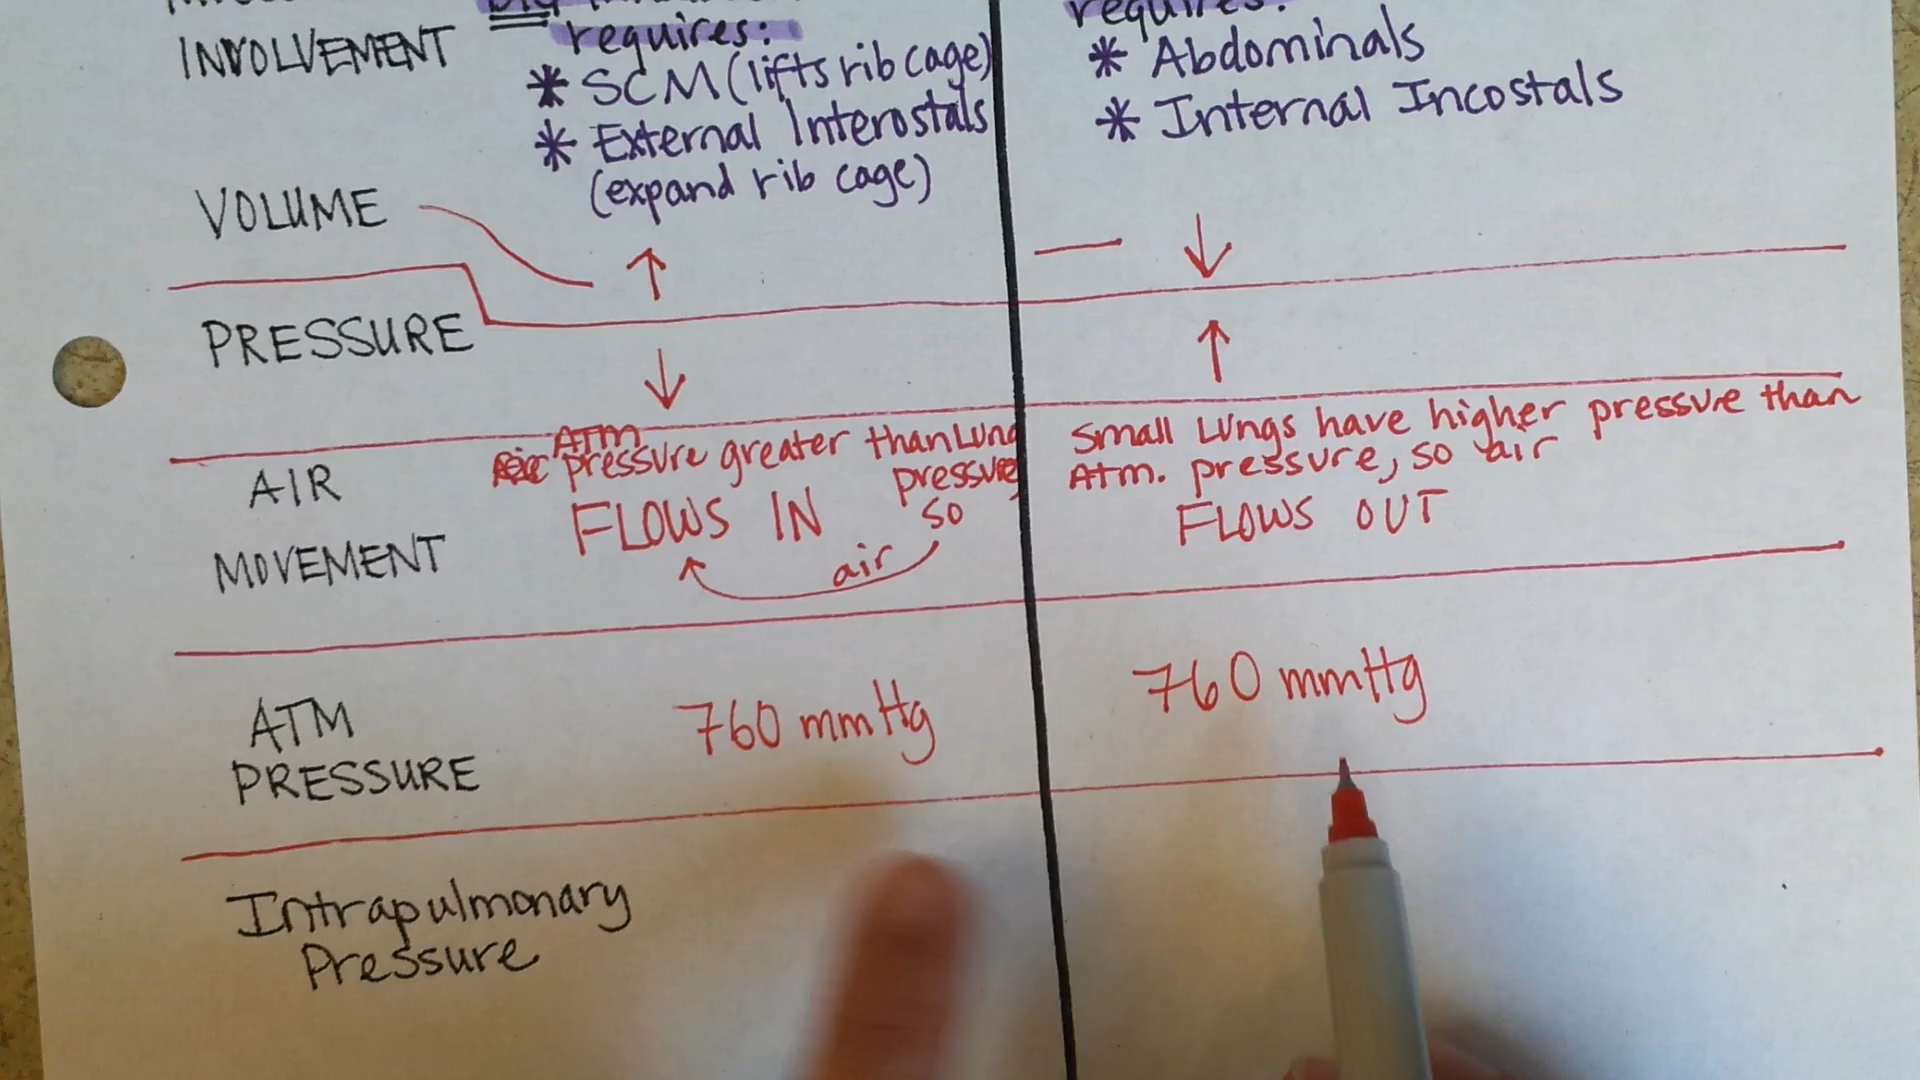 requires:
INVOLVEMENT
* SCM (lifts rib cage)
* External Interostals
(expand rib cage)
requires:
* Abdominals
* Internal Incostals
VOLUME ↑ ↓
PRESSURE ↓ ↑
AIR
MOVEMENT
ATM
pressure greater than Lung
pressure,
so
FLOWS IN
air
Small Lungs have higher pressure than
Atm. pressure, so air
FLOWS OUT
ATM
PRESSURE
760 mmHg
760 mmHg
Intrapulmonary
Pressure